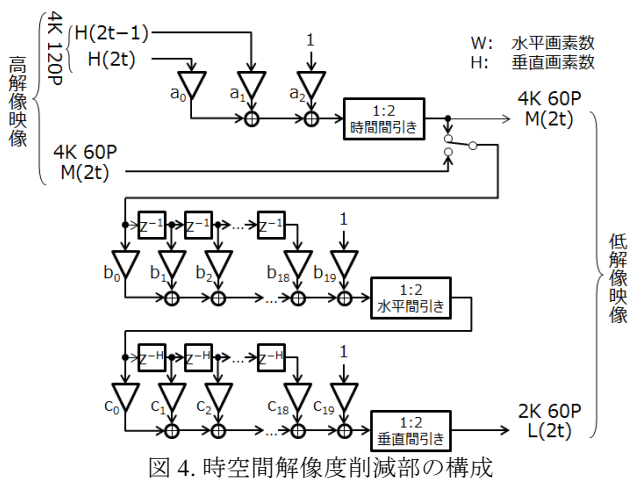 高解像映像
4K 120P
H(2t−1)
H(2t)
a0
a1
a2
1
1:2
時間間引き
W: 水平画素数
H: 垂直画素数
4K 60P
M(2t)
4K 60P
M(2t)
z−1
z−1
...
z−1
1
b0
b1
b2
b18
b19
...
1:2
水平間引き
低解像映像
z−H
z−H
...
z−H
1
c0
c1
c2
c18
c19
...
1:2
垂直間引き
2K 60P
L(2t)
図 4. 時空間解像度削減部の構成